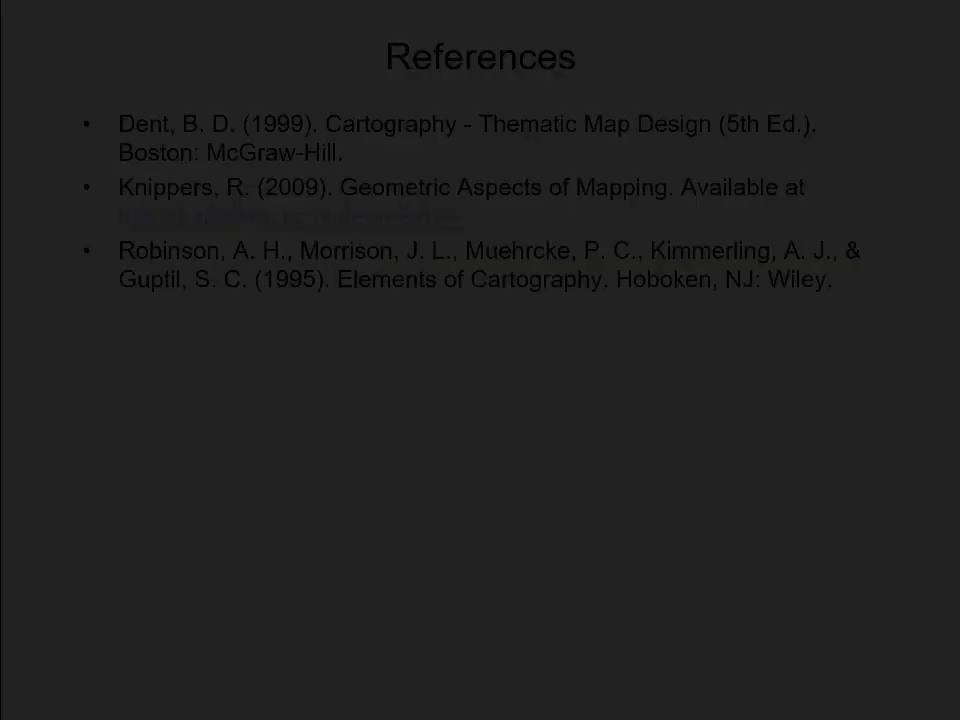 References
• Dent, B. D. (1999). Cartography - Thematic Map Design (5th Ed.).
Boston: McGraw-Hill.
• Knippers, R. (2009). Geometric Aspects of Mapping. Available at
• Robinson, A. H., Morrison, J. L., Muehrcke, P. C., Kimmerling, A. J., &
Guptil, S. C. (1995). Elements of Cartography. Hoboken, NJ: Wiley.